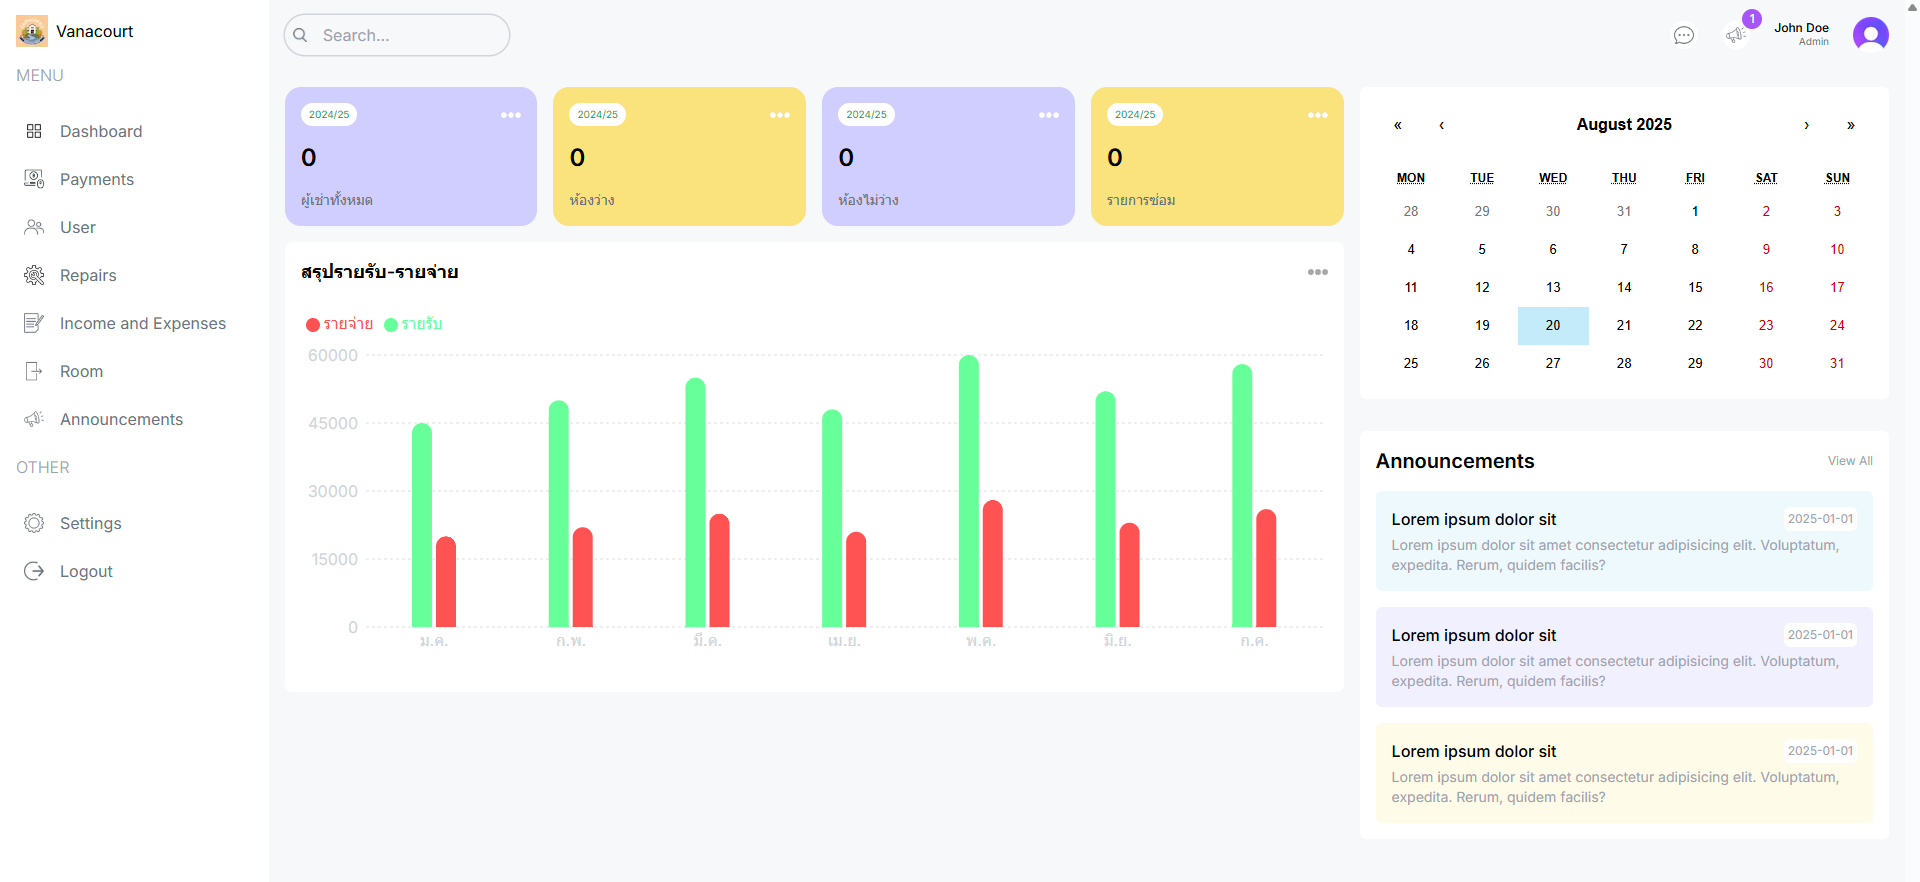 Vanacourt
MENU
Dashboard
Payments
User
Repairs
Income and Expenses
Room
Announcements
OTHER
Settings
Logout
Search...
1
John Doe
Admin
2024/25
0
ผู้เช่าทั้งหมด
2024/25
0
ห้องว่าง
2024/25
0
ห้องไม่ว่าง
2024/25
0
รายการซ่อม
สรุปรายรับ-รายจ่าย
รายจ่าย รายรับ
60000
45000
30000
15000
0
ม.ค. ก.พ. มี.ค. เม.ย. พ.ค. มิ.ย. ก.ค.
« ‹ August 2025 › »
MON TUE WED THU FRI SAT SUN
28 29 30 31 1 2 3
4 5 6 7 8 9 10
11 12 13 14 15 16 17
18 19 20 21 22 23 24
25 26 27 28 29 30 31
Announcements View All
Lorem ipsum dolor sit 2025-01-01
Lorem ipsum dolor sit amet consectetur adipisicing elit. Voluptatum,
expedita. Rerum, quidem facilis?
Lorem ipsum dolor sit 2025-01-01
Lorem ipsum dolor sit amet consectetur adipisicing elit. Voluptatum,
expedita. Rerum, quidem facilis?
Lorem ipsum dolor sit 2025-01-01
Lorem ipsum dolor sit amet consectetur adipisicing elit. Voluptatum,
expedita. Rerum, quidem facilis?